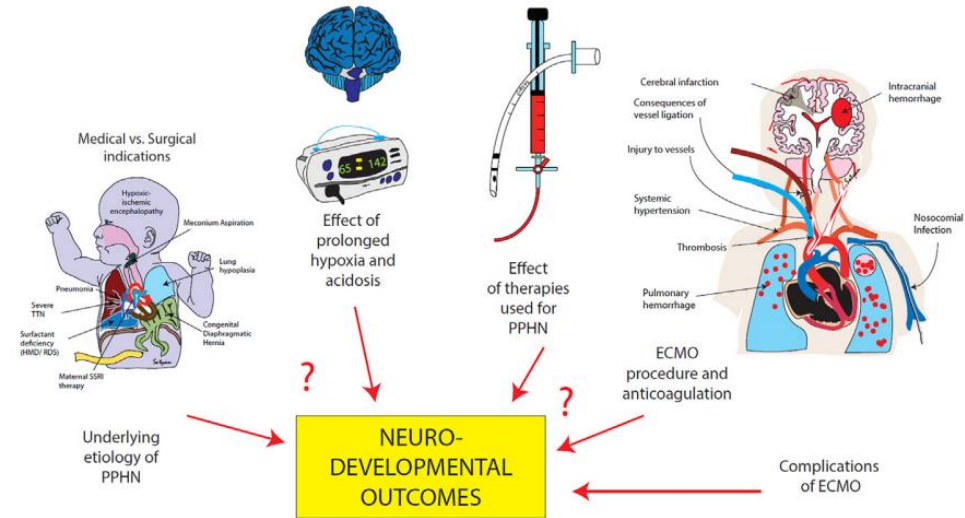 Medical vs. Surgical
indications
Hypoxic-
ischemic
encephalopathy
Meconium Aspiration
Lung
hypoplasia
Pneumonia
Severe
TTN
Surfactant
deficiency
(HMD/ RDS)
Congenital
Diaphragmatic
Hernia
Maternal SSRI
therapy
Underlying
etiology of
PPHN
65 142
Effect of
prolonged
hypoxia and
acidosis
Effect
of therapies
used for
PPHN
Cerebral infarction
Intracranial
hemorrhage
Consequences of
vessel ligation
Injury to vessels
Systemic
hypertension
Nosocomial
Infection
Thrombosis
Pulmonary
hemorrhage
ECMO
procedure and
anticoagulation
?
?
NEURO-
DEVELOPMENTAL
OUTCOMES
Complications
of ECMO